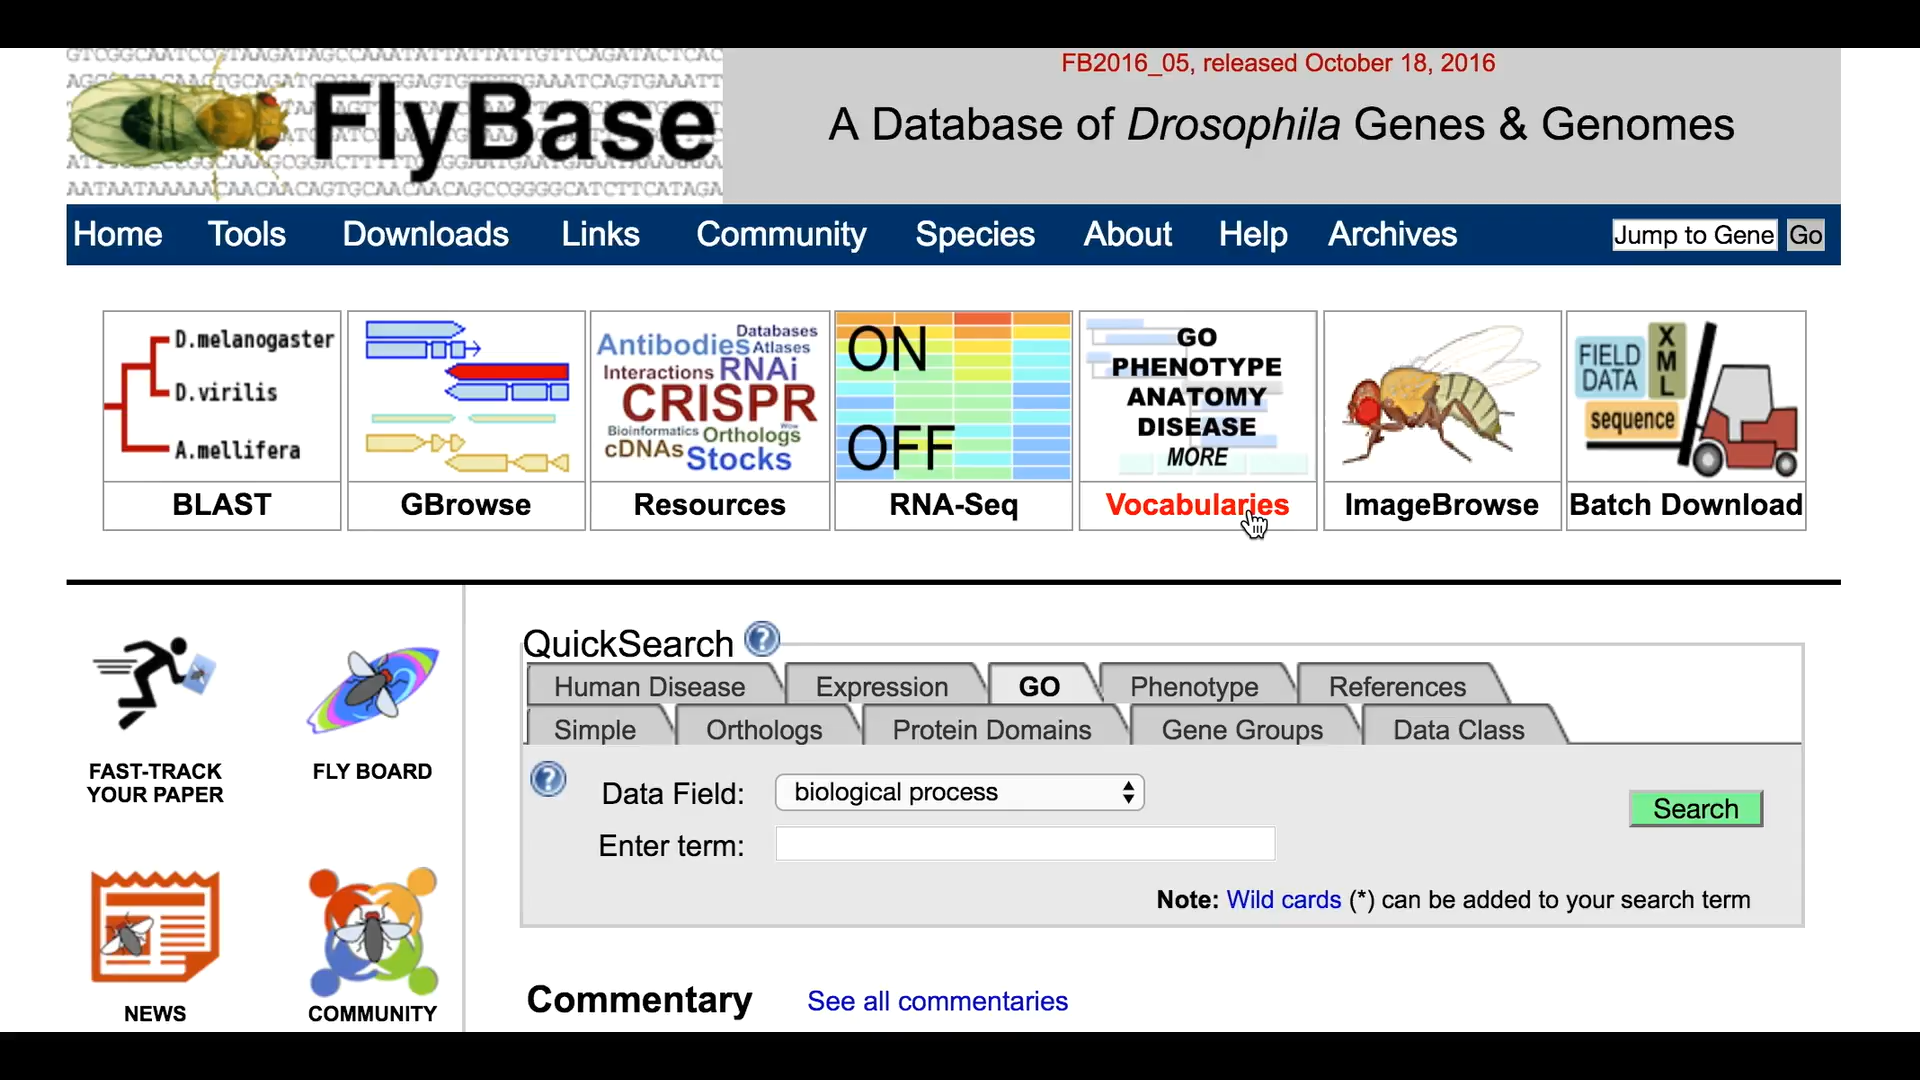 FlyBase
FB2016_05, released October 18, 2016
A Database of Drosophila Genes & Genomes
Home Tools Downloads Links Community Species About Help Archives Jump to Gene Go
D.melanogaster
D.virilis
A.mellifera
BLAST
GBrowse
Databases
Antibodies Atlases
Interactions RNAi
CRISPR
Bioinformatics Orthologs
cDNAs Stocks
Resources
ON
OFF
RNA-Seq
GO
PHENOTYPE
ANATOMY
DISEASE
MORE
Vocabularies
ImageBrowse
FIELD
DATA
XML
sequence
Batch Download
FAST-TRACK
YOUR PAPER
FLY BOARD
NEWS
COMMUNITY
QuickSearch ?
Human Disease Expression GO Phenotype References
Simple Orthologs Protein Domains Gene Groups Data Class
? Data Field: biological process
Search
Enter term:
Note: Wild cards (*) can be added to your search term
Commentary See all commentaries